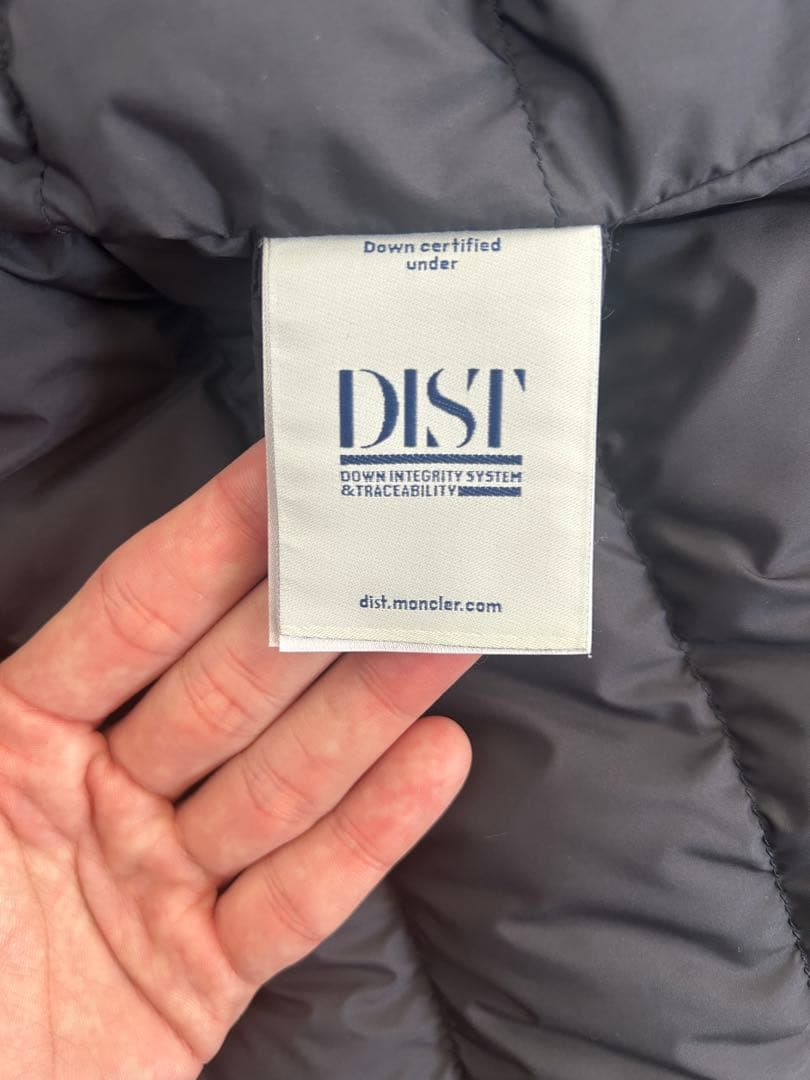 Down certified
under
DIST
DOWN INTEGRITY SYSTEM
&TRACEABILITY
dist.moncler.com